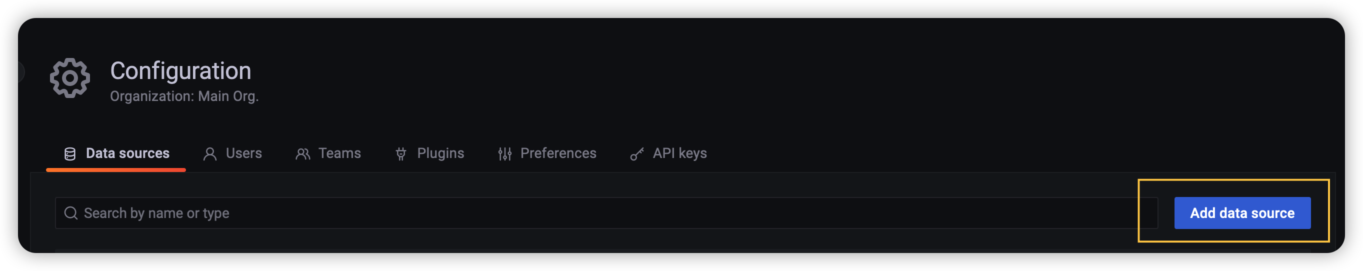 Configuration
Organization: Main Org.
Data sources Users Teams Plugins Preferences API keys
Search by name or type Add data source